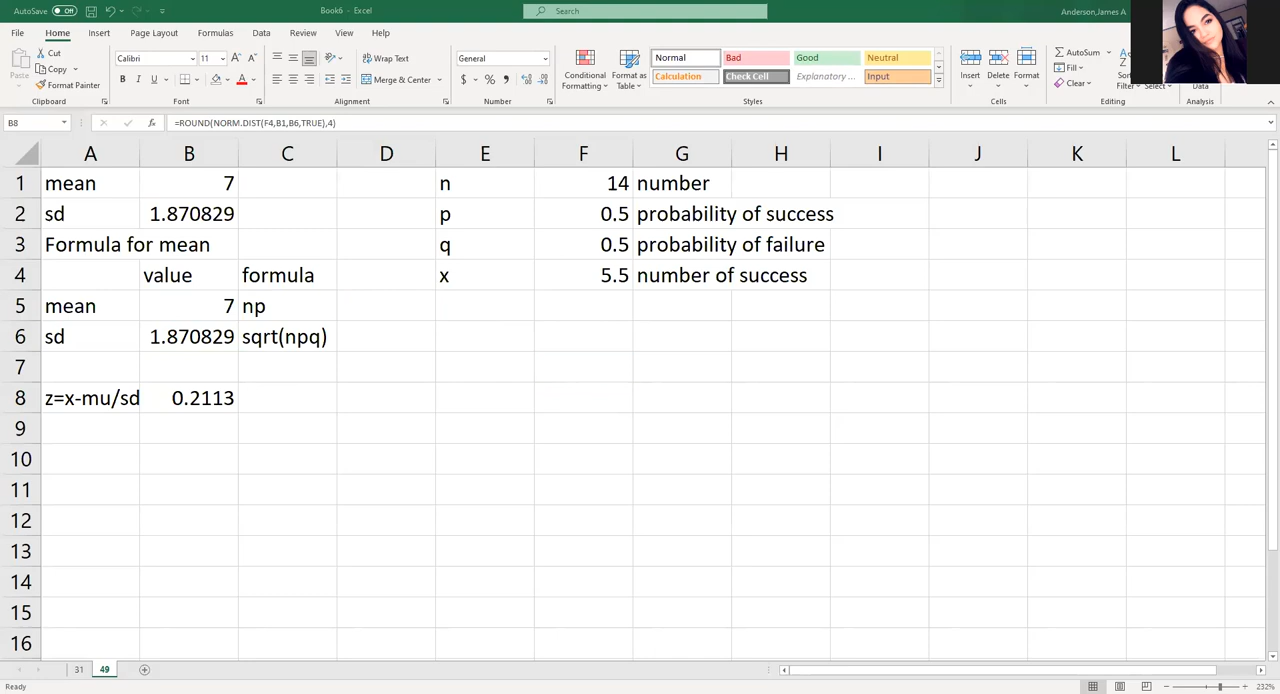 AutoSave Off Book6 - Excel Search Anderson,James A
File Home Insert Page Layout Formulas Data Review View Help
Paste Cut Copy Format Painter Clipboard
Calibri 11 A A B I U A Font
Wrap Text Merge & Center Alignment
General $ % Number
Conditional Formatting Format as Table Normal Bad Good Neutral Calculation Check Cell Explanatory ... Input Styles
Insert Delete Format Cells
AutoSum Fill Clear Sor Filter Select Editing
Data Analysis
B8 fx =ROUND(NORM.DIST(F4,B1,B6,TRUE),4)
A B C D E F G H I J K L
1 mean 7 n 14 number
2 sd 1.870829 p 0.5 probability of success
3 Formula for mean q 0.5 probability of failure
4 value formula x 5.5 number of success
5 mean 7 np
6 sd 1.870829 sqrt(npq)
7
8 z=x-mu/sd 0.2113
9
10
11
12
13
14
15
16
31 49
Ready 232%